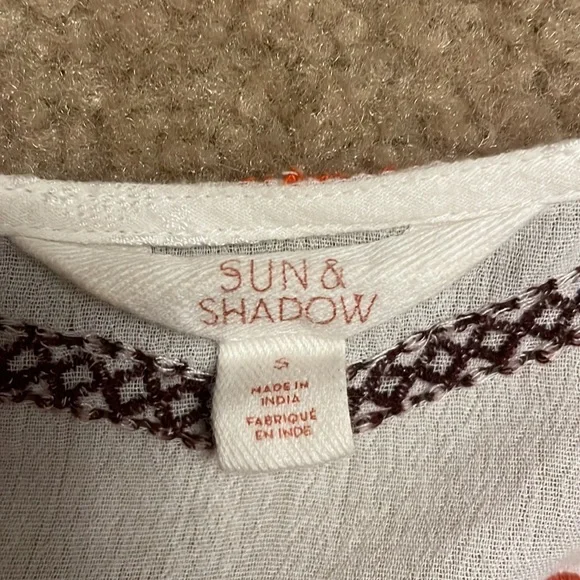 SUN &
SHADOW
S
MADE IN
INDIA
FABRIQUÉ
EN INDE